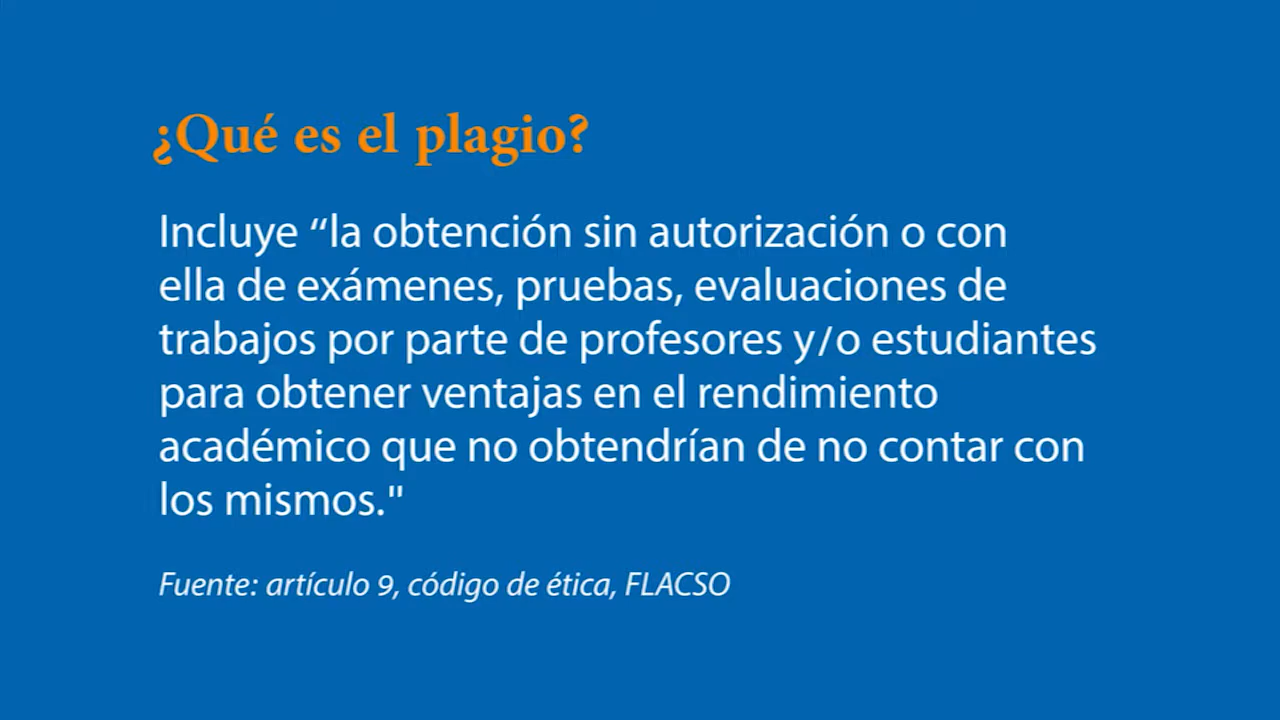 ¿Qué es el plagio?
Incluye “la obtención sin autorización o con
ella de exámenes, pruebas, evaluaciones de
trabajos por parte de profesores y/o estudiantes
para obtener ventajas en el rendimiento
académico que no obtendrían de no contar con
los mismos."
Fuente: artículo 9, código de ética, FLACSO